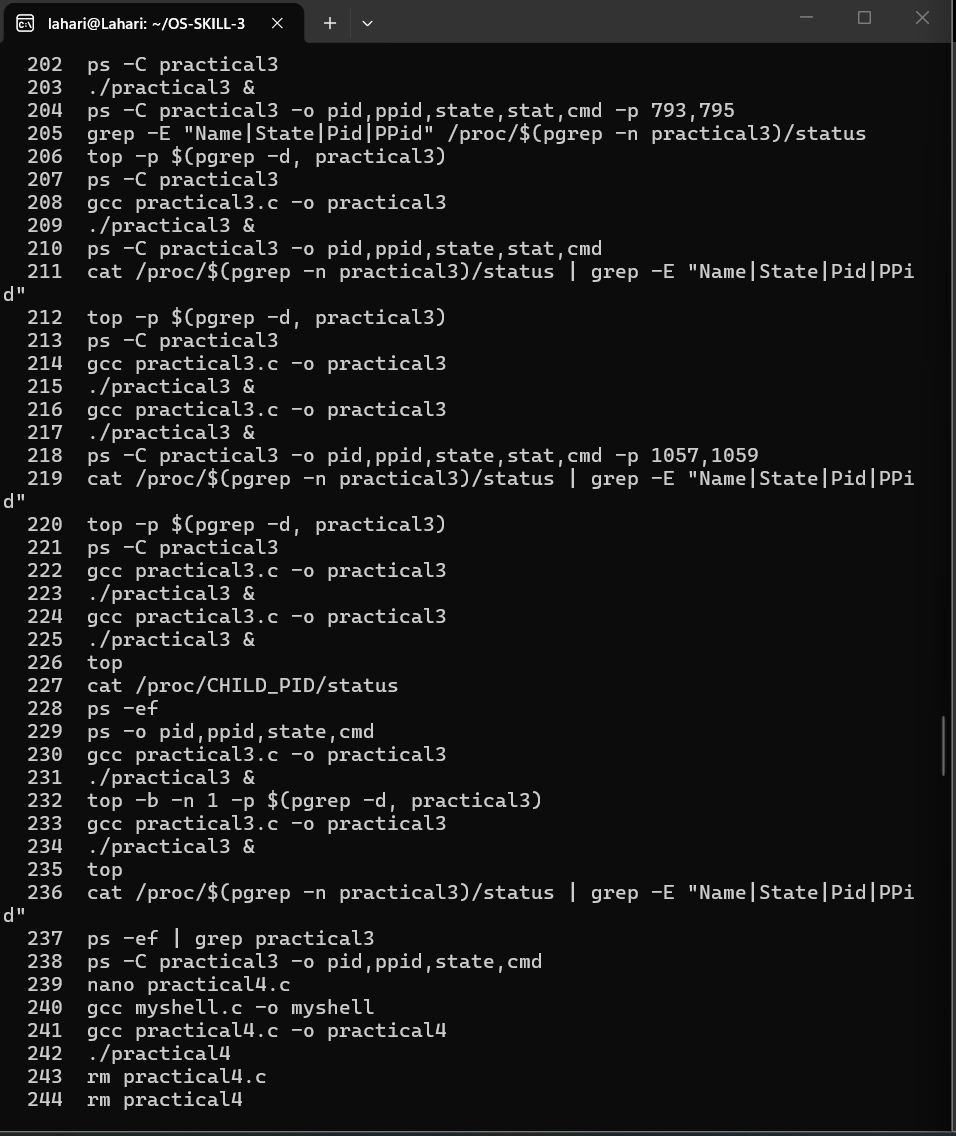 lahari@Lahari: ~/OS-SKILL-3
202 ps -C practical3
203 ./practical3 &
204 ps -C practical3 -o pid,ppid,state,stat,cmd -p 793,795
205 grep -E "Name|State|Pid|PPid" /proc/$(pgrep -n practical3)/status
206 top -p $(pgrep -d, practical3)
207 ps -C practical3
208 gcc practical3.c -o practical3
209 ./practical3 &
210 ps -C practical3 -o pid,ppid,state,stat,cmd
211 cat /proc/$(pgrep -n practical3)/status | grep -E "Name|State|Pid|PPi
d"
212 top -p $(pgrep -d, practical3)
213 ps -C practical3
214 gcc practical3.c -o practical3
215 ./practical3 &
216 gcc practical3.c -o practical3
217 ./practical3 &
218 ps -C practical3 -o pid,ppid,state,stat,cmd -p 1057,1059
219 cat /proc/$(pgrep -n practical3)/status | grep -E "Name|State|Pid|PPi
d"
220 top -p $(pgrep -d, practical3)
221 ps -C practical3
222 gcc practical3.c -o practical3
223 ./practical3 &
224 gcc practical3.c -o practical3
225 ./practical3 &
226 top
227 cat /proc/CHILD_PID/status
228 ps -ef
229 ps -o pid,ppid,state,cmd
230 gcc practical3.c -o practical3
231 ./practical3 &
232 top -b -n 1 -p $(pgrep -d, practical3)
233 gcc practical3.c -o practical3
234 ./practical3 &
235 top
236 cat /proc/$(pgrep -n practical3)/status | grep -E "Name|State|Pid|PPi
d"
237 ps -ef | grep practical3
238 ps -C practical3 -o pid,ppid,state,cmd
239 nano practical4.c
240 gcc myshell.c -o myshell
241 gcc practical4.c -o practical4
242 ./practical4
243 rm practical4.c
244 rm practical4